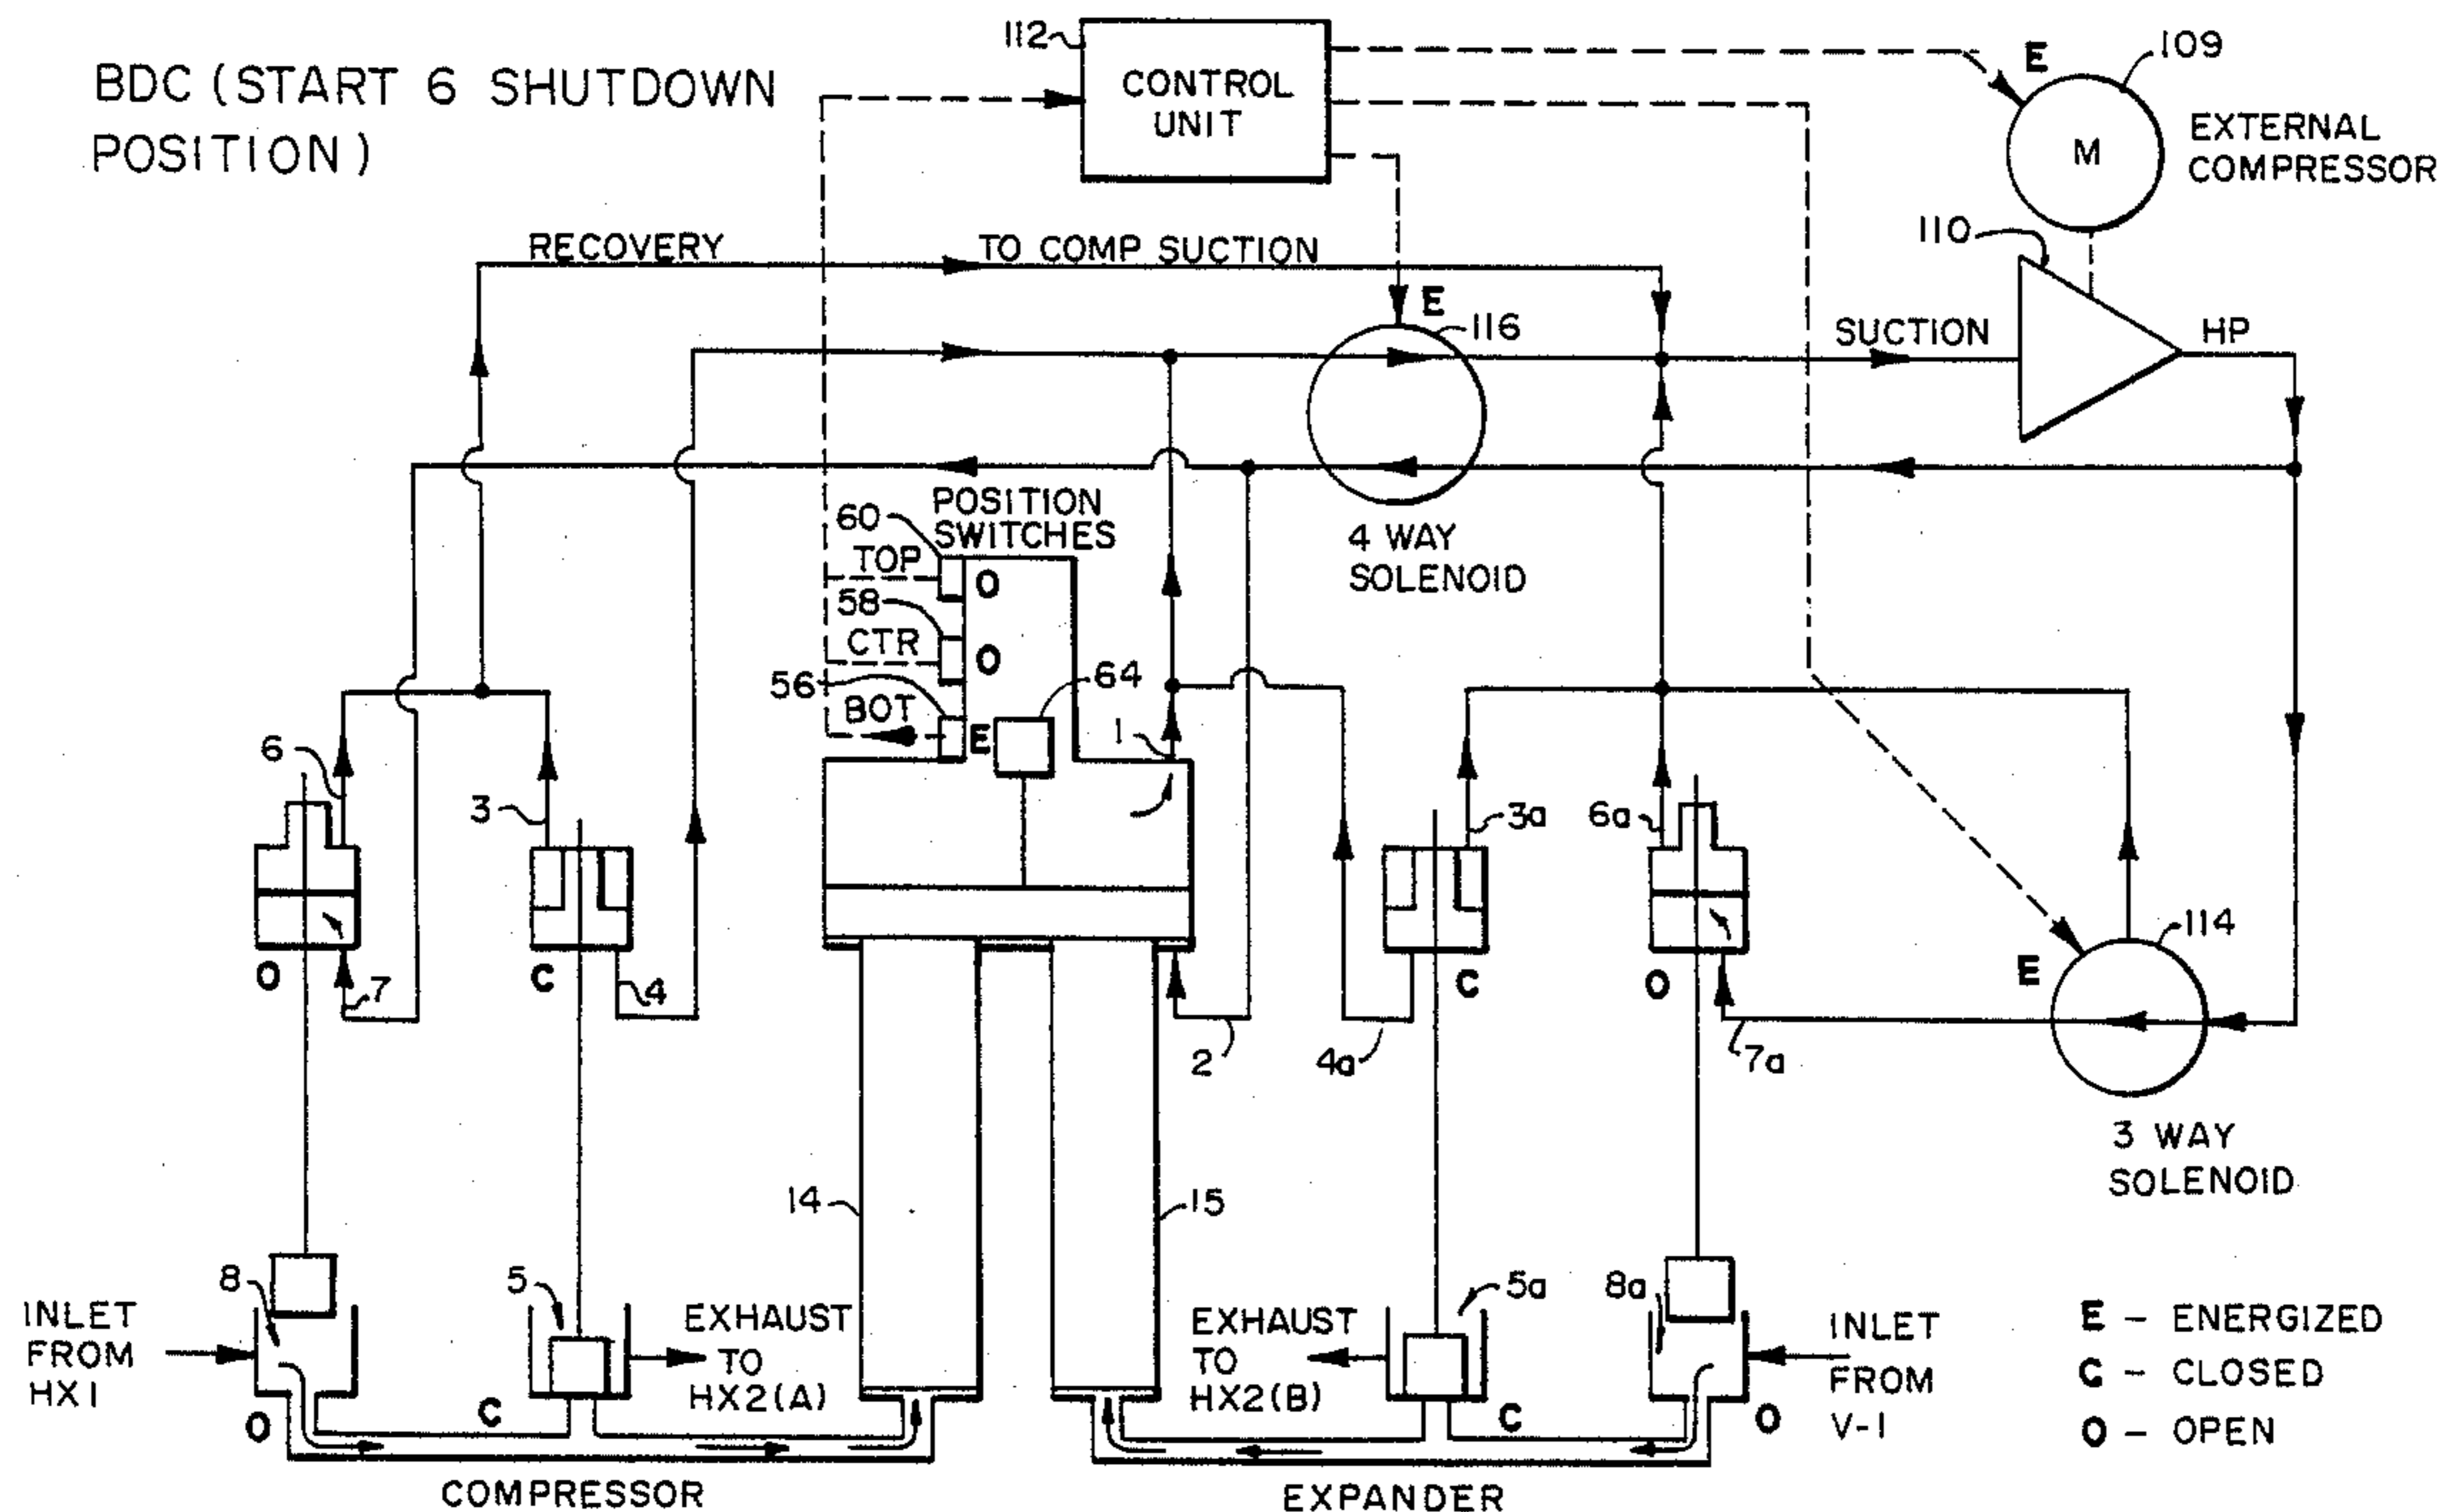 BDC (START 6 SHUTDOWN
POSITION)
112
CONTROL
UNIT
E
109
M
EXTERNAL
COMPRESSOR
110
RECOVERY
TO COMP SUCTION
E
116
SUCTION
HP
POSITION
SWITCHES
60
TOP
O
58
CTR
O
56
BOT
E
64
1
4 WAY
SOLENOID
6
3
3a
6a
114
O
7
C
4
2
4a
C
O
7a
E
3 WAY
SOLENOID
14
15
8
5
5a
8a
INLET
FROM
HX1
EXHAUST
TO
HX2(A)
EXHAUST
TO
HX2(B)
INLET
FROM
V-1
O
C
C
O
E - ENERGIZED
C - CLOSED
O - OPEN
COMPRESSOR
EXPANDER